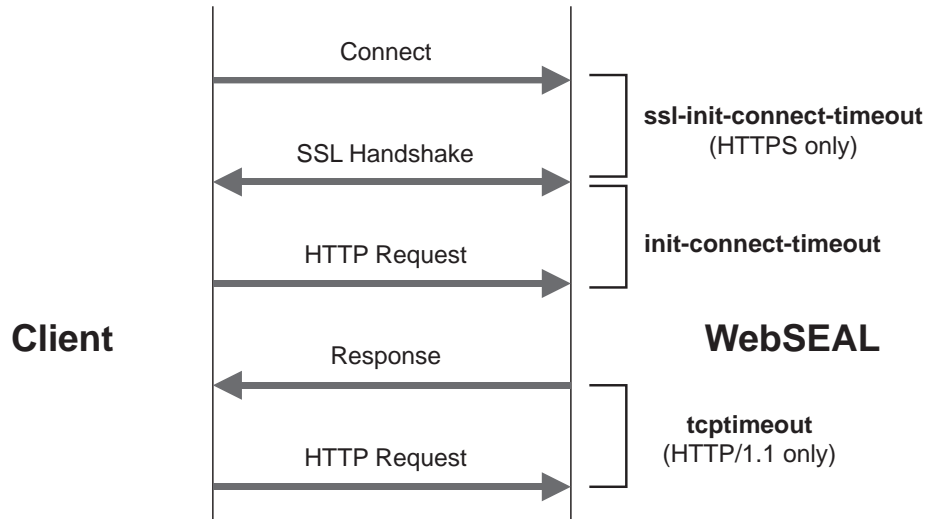 Connect
ssl-init-connect-timeout
(HTTPS only)
SSL Handshake
init-connect-timeout
HTTP Request
Client
WebSEAL
Response
tcptimeout
(HTTP/1.1 only)
HTTP Request